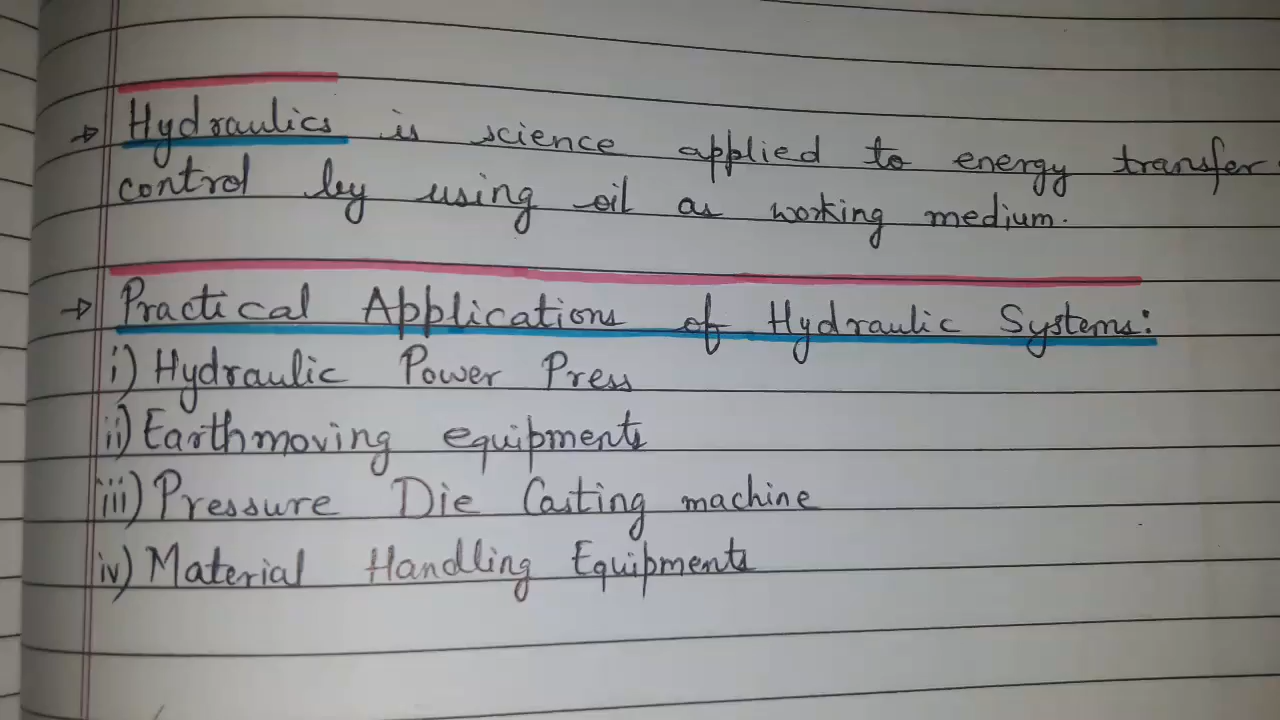 → Hydraulics is science applied to energy transfer
control by using oil as working medium.
→ Practical Applications of Hydraulic Systems:
i) Hydraulic Power Press
ii) Earthmoving equipments
iii) Pressure Die Casting machine
iv) Material Handling Equipments